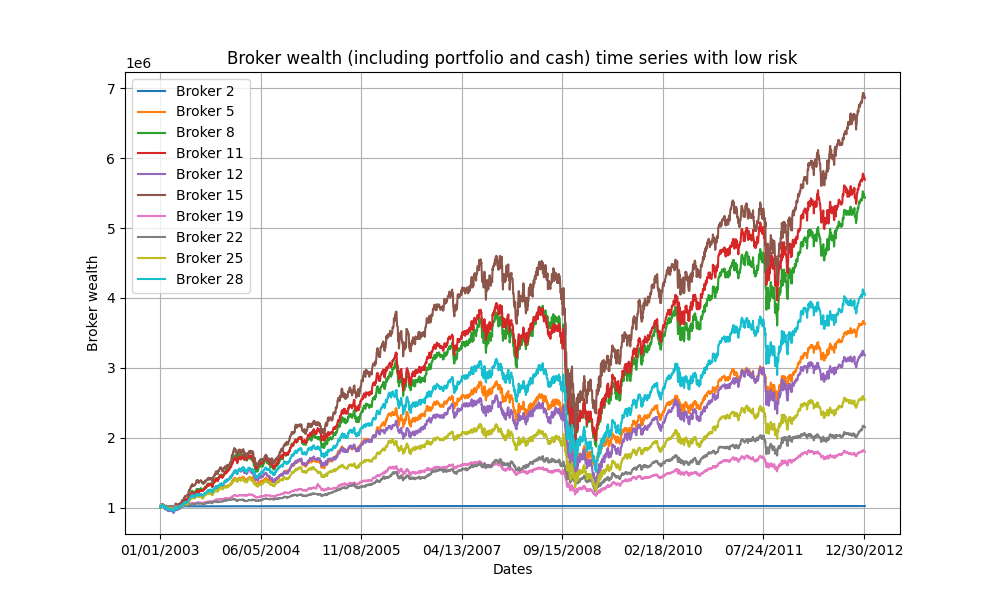 Broker wealth (including portfolio and cash) time series with low risk
1e6
7
6
5
4
3
2
1
Broker wealth
Broker 2
Broker 5
Broker 8
Broker 11
Broker 12
Broker 15
Broker 19
Broker 22
Broker 25
Broker 28
01/01/2003 06/05/2004 11/08/2005 04/13/2007 09/15/2008 02/18/2010 07/24/2011 12/30/2012
Dates